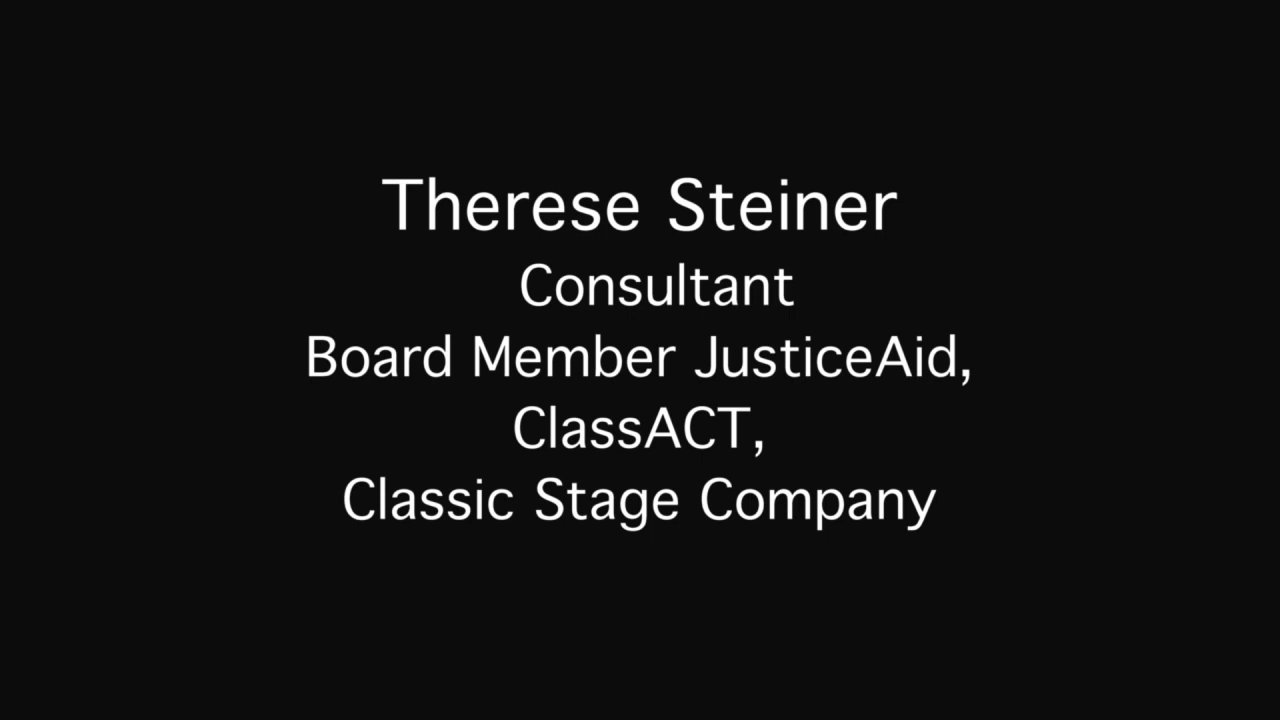 Therese Steiner
Consultant
Board Member JusticeAid,
ClassACT,
Classic Stage Company